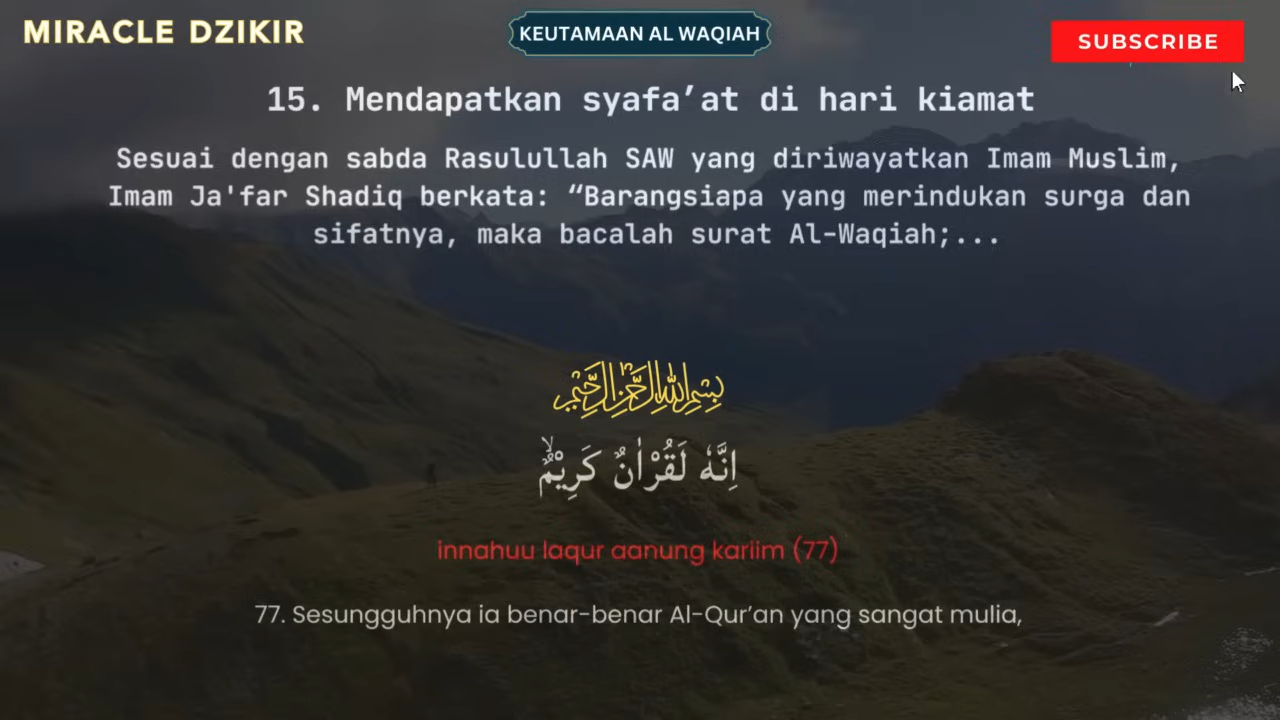 MIRACLE DZIKIR
KEUTAMAAN AL WAQIAH
SUBSCRIBE
15. Mendapatkan syafa’at di hari kiamat
Sesuai dengan sabda Rasulullah SAW yang diriwayatkan Imam Muslim,
Imam Ja'far Shadiq berkata: “Barangsiapa yang merindukan surga dan
sifatnya, maka bacalah surat Al-Waqiah;...
بِسْمِ اللهِ الرَّحْمٰنِ الرَّحِيْمِ
اِنَّهٗ لَقُرْاٰنٌ كَرِيْمٌۙ
innahuu laqur aanung kariim (77)
77. Sesungguhnya ia benar-benar Al-Qur’an yang sangat mulia,